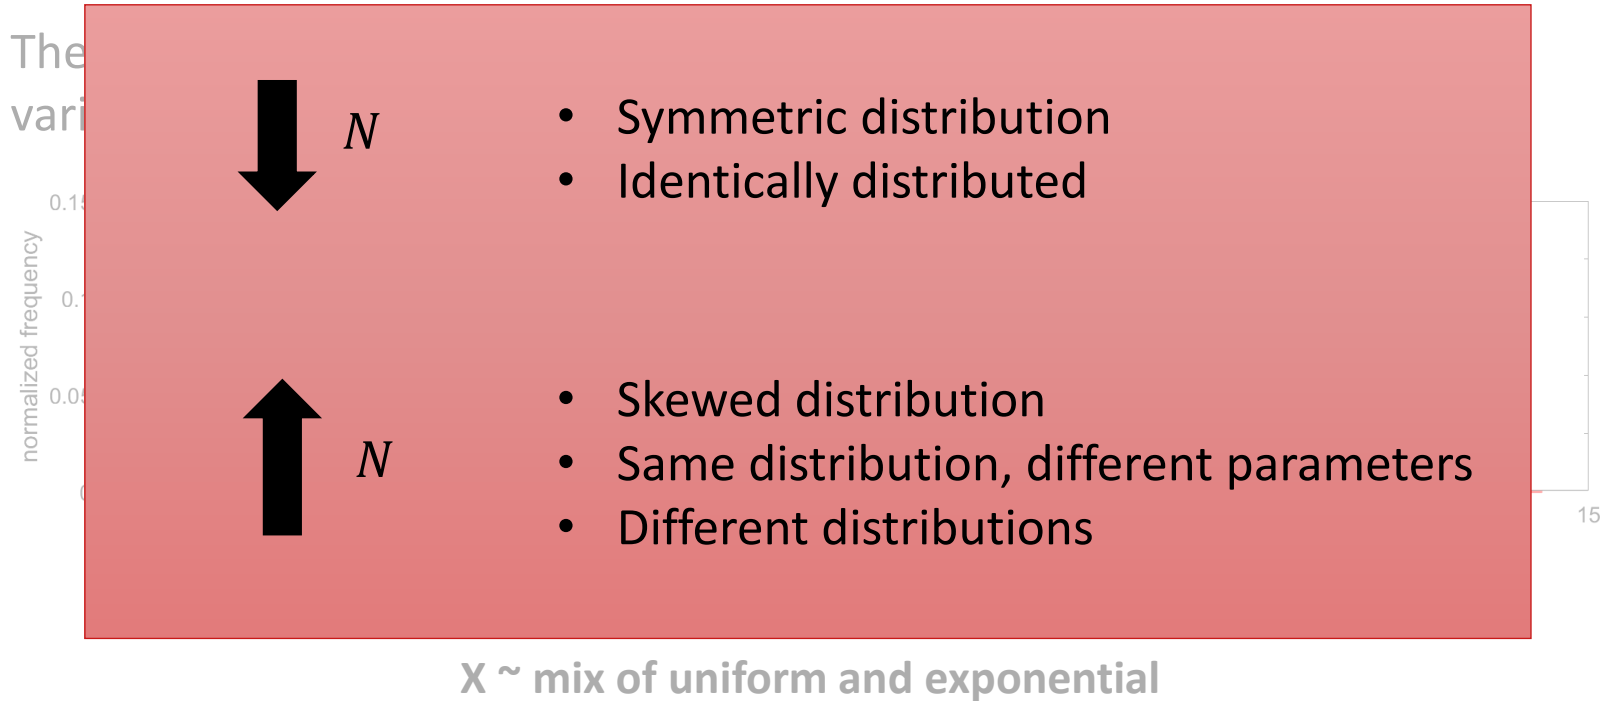 The
vari
N
• Symmetric distribution
• Identically distributed
0.15
0.1
0.05
0
normalized frequency
N
• Skewed distribution
• Same distribution, different parameters
• Different distributions
15
X ~ mix of uniform and exponential